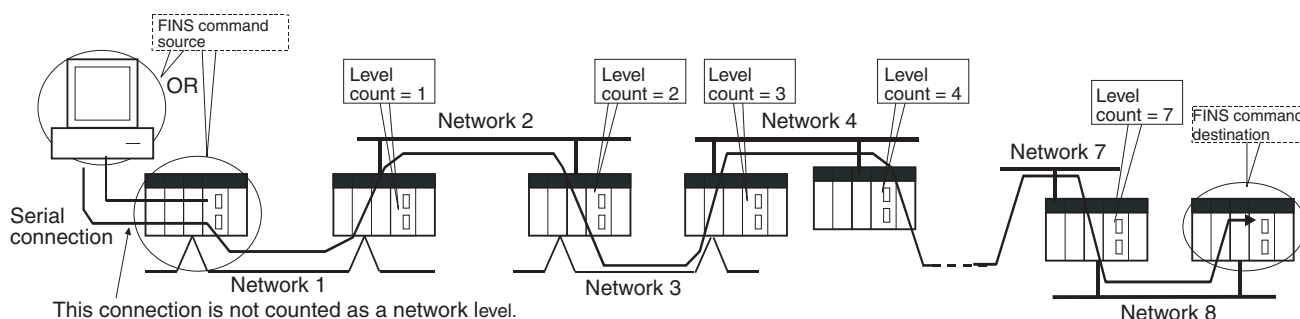 FINS command
source
OR
Level
count = 1
Network 2
Level
count = 2
Level
count = 3
Network 4
Level
count = 4
Level
count = 7
FINS command
destination
Network 7
Serial
connection
Network 1
Network 3
Network 8
This connection is not counted as a network level.